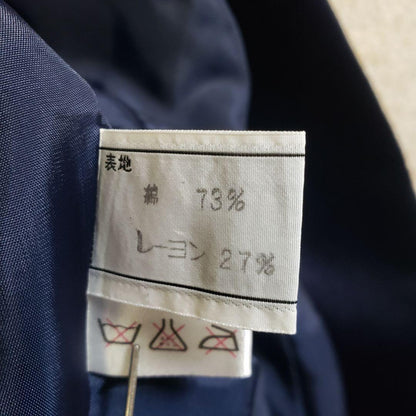 表地
綿 73%
レーヨン 27%